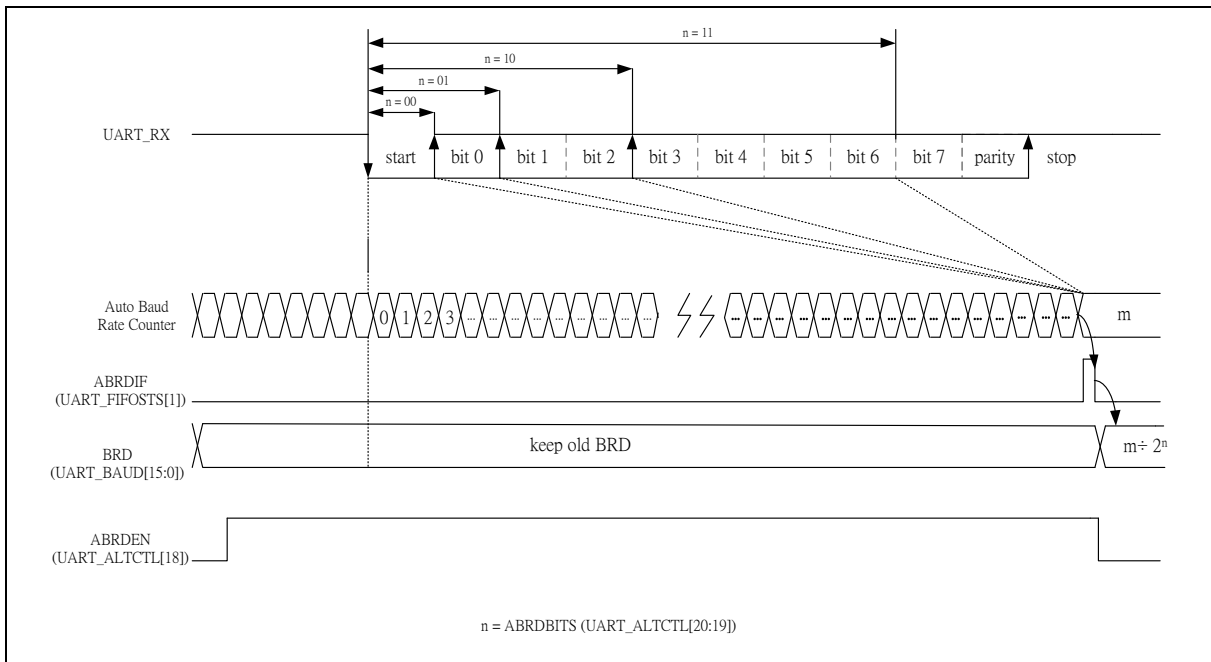 n = 11
n = 10
n = 01
n = 00
UART_RX
start bit 0 bit 1 bit 2 bit 3 bit 4 bit 5 bit 6 bit 7 parity stop
Auto Baud
Rate Counter
0 1 2 3 ... ... ... ... ... ... ... ... ... ... ... ... ... ... ... ... ... ... ... ... m
ABRDIF
(UART_FIFOSTS[1])
BRD
(UART_BAUD[15:0])
keep old BRD
m÷ 2ⁿ
ABRDEN
(UART_ALTCTL[18])
n = ABRDBITS (UART_ALTCTL[20:19])